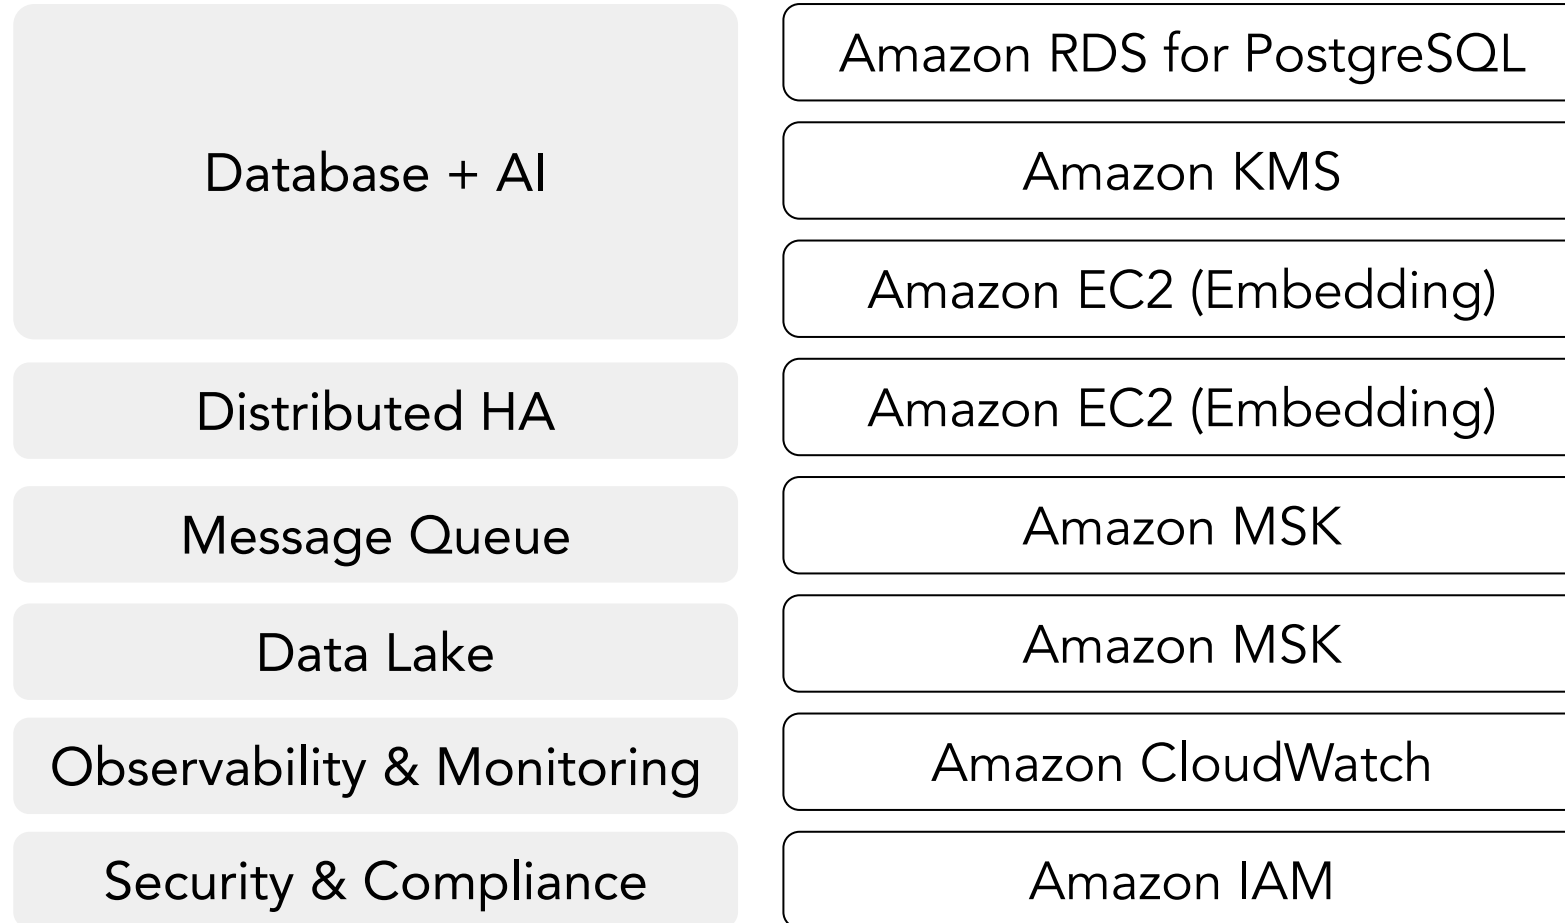 Database + AI
Amazon RDS for PostgreSQL
Amazon KMS
Amazon EC2 (Embedding)
Distributed HA
Amazon EC2 (Embedding)
Message Queue
Amazon MSK
Data Lake
Amazon MSK
Observability & Monitoring
Amazon CloudWatch
Security & Compliance
Amazon IAM